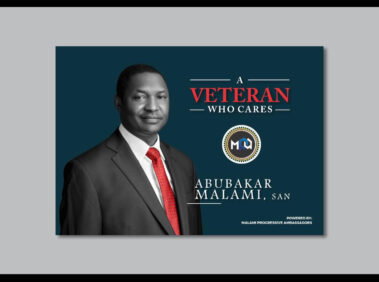 A
VETERAN
WHO CARES
ABUBAKAR
MALAMI, SAN
POWERED BY:
MALAMI PROGRESSIVE AMBASSADORS